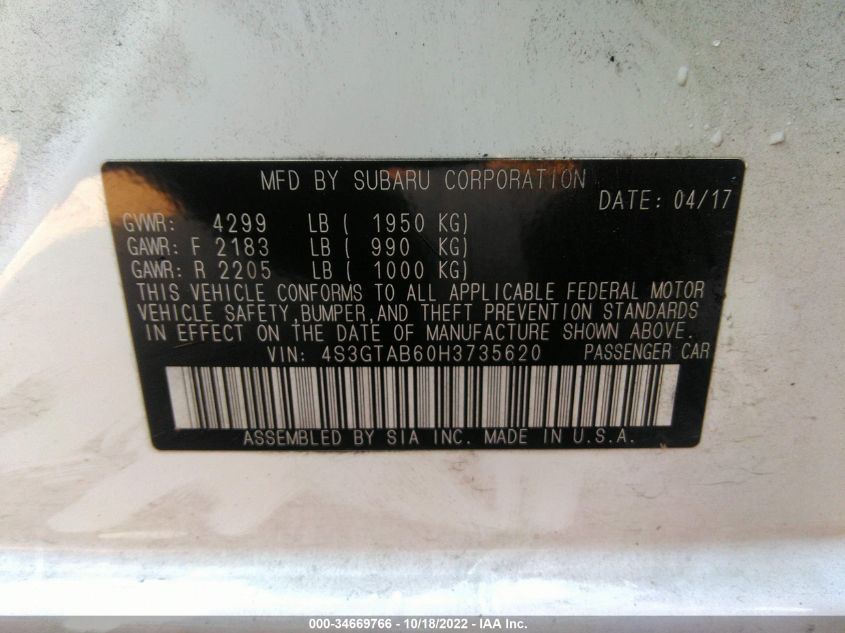 MFD BY SUBARU CORPORATION
DATE: 04/17
GVWR: 4299 LB ( 1950 KG)
GAWR: F 2183 LB ( 990 KG)
GAWR: R 2205 LB ( 1000 KG)
THIS VEHICLE CONFORMS TO ALL APPLICABLE FEDERAL MOTOR
VEHICLE SAFETY,BUMPER,AND THEFT PREVENTION STANDARDS
IN EFFECT ON THE DATE OF MANUFACTURE SHOWN ABOVE.
VIN: 4S3GTAB60H3735620 PASSENGER CAR
ASSEMBLED BY SIA INC. MADE IN U.S.A.
000-34669766 - 10/18/2022 - IAA Inc.